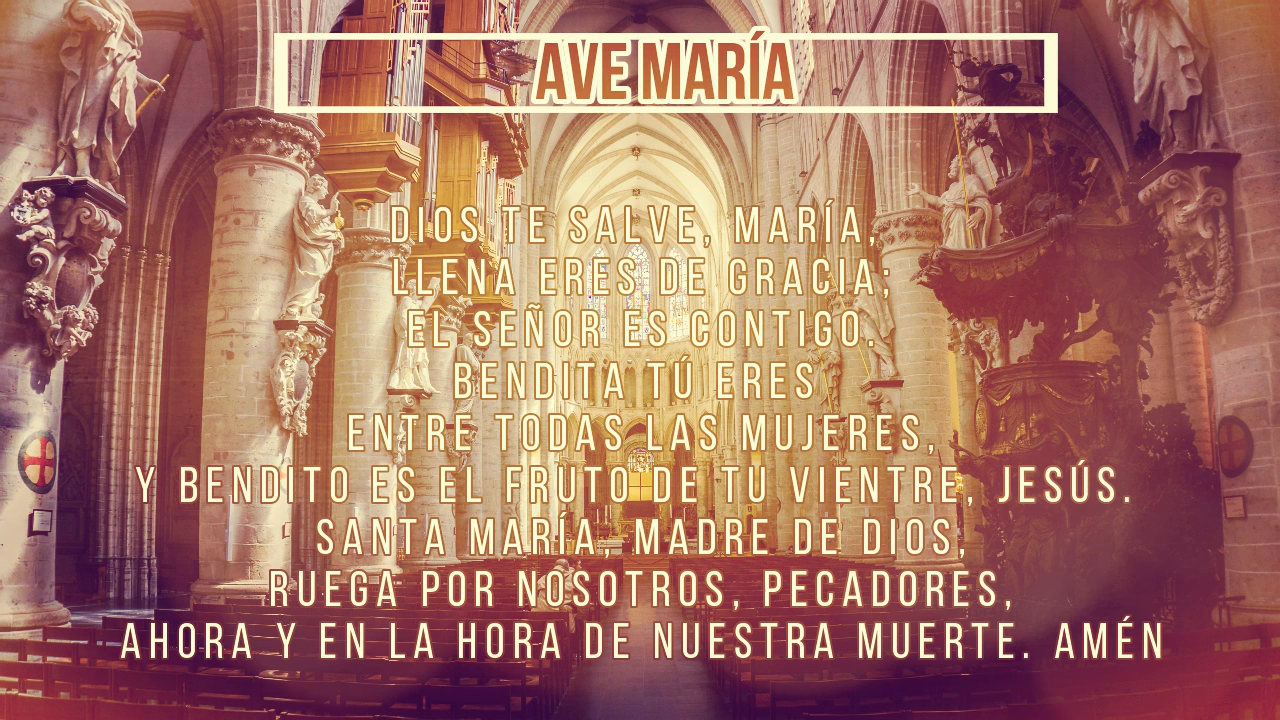 AVE MARÍA
DIOS TE SALVE, MARÍA,
LLENA ERES DE GRACIA;
EL SEÑOR ES CONTIGO.
BENDITA TÚ ERES
ENTRE TODAS LAS MUJERES,
Y BENDITO ES EL FRUTO DE TU VIENTRE, JESÚS.
SANTA MARÍA, MADRE DE DIOS,
RUEGA POR NOSOTROS, PECADORES,
AHORA Y EN LA HORA DE NUESTRA MUERTE. AMÉN